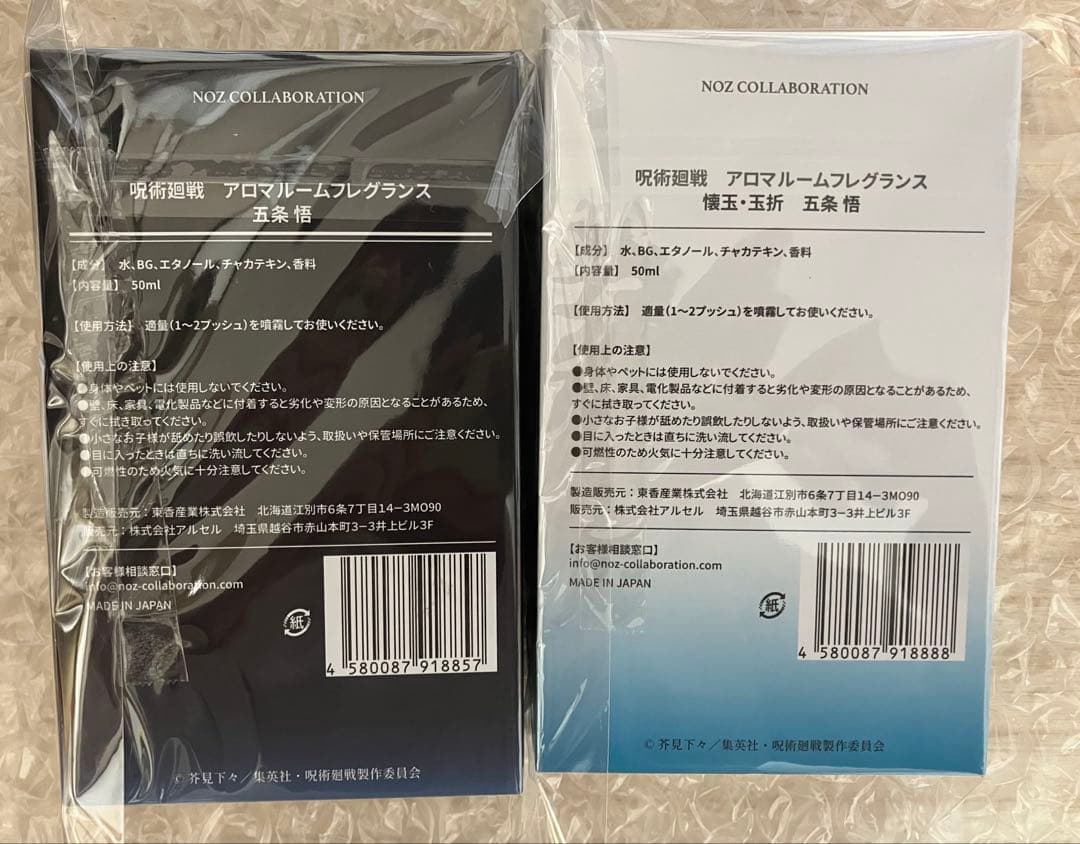 NOZ COLLABORATION
呪術廻戦 アロマルームフレグランス
五条 悟
【成分】 水、BG、エタノール、チャカテキン、香料
【内容量】 50ml
【使用方法】 適量(1〜2プッシュ)を噴霧してお使いください。
【使用上の注意】
●身体やペットには使用しないでください。
●壁、床、家具、電化製品などに付着すると劣化や変形の原因となることがあるため、
すぐに拭き取ってください。
●小さなお子様が舐めたり誤飲したりしないよう、取扱いや保管場所にご注意ください。
●目に入ったときは直ちに洗い流してください。
●可燃性のため火気に十分注意してください。
製造販売元:東香産業株式会社 北海道江別市6条7丁目14−3MO90
販売元:株式会社アルセル 埼玉県越谷市赤山本町3−3井上ビル3F
【お客様相談窓口】
info@noz-collaboration.com
MADE IN JAPAN
紙
4 580087 918857
© 芥見下々/集英社・呪術廻戦製作委員会
NOZ COLLABORATION
呪術廻戦 アロマルームフレグランス
懐玉・玉折 五条 悟
【成分】 水、BG、エタノール、チャカテキン、香料
【内容量】 50ml
【使用方法】 適量(1〜2プッシュ)を噴霧してお使いください。
【使用上の注意】
●身体やペットには使用しないでください。
●壁、床、家具、電化製品などに付着すると劣化や変形の原因となることがあるため、
すぐに拭き取ってください。
●小さなお子様が舐めたり誤飲したりしないよう、取扱いや保管場所にご注意ください。
●目に入ったときは直ちに洗い流してください。
●可燃性のため火気に十分注意してください。
製造販売元:東香産業株式会社 北海道江別市6条7丁目14−3MO90
販売元:株式会社アルセル 埼玉県越谷市赤山本町3−3井上ビル3F
【お客様相談窓口】
info@noz-collaboration.com
MADE IN JAPAN
紙
4 580087 918888
© 芥見下々/集英社・呪術廻戦製作委員会